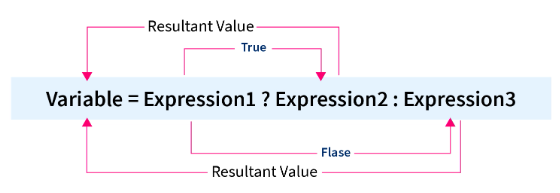 Resultant Value
True
Variable = Expression1 ? Expression2 : Expression3
Flase
Resultant Value